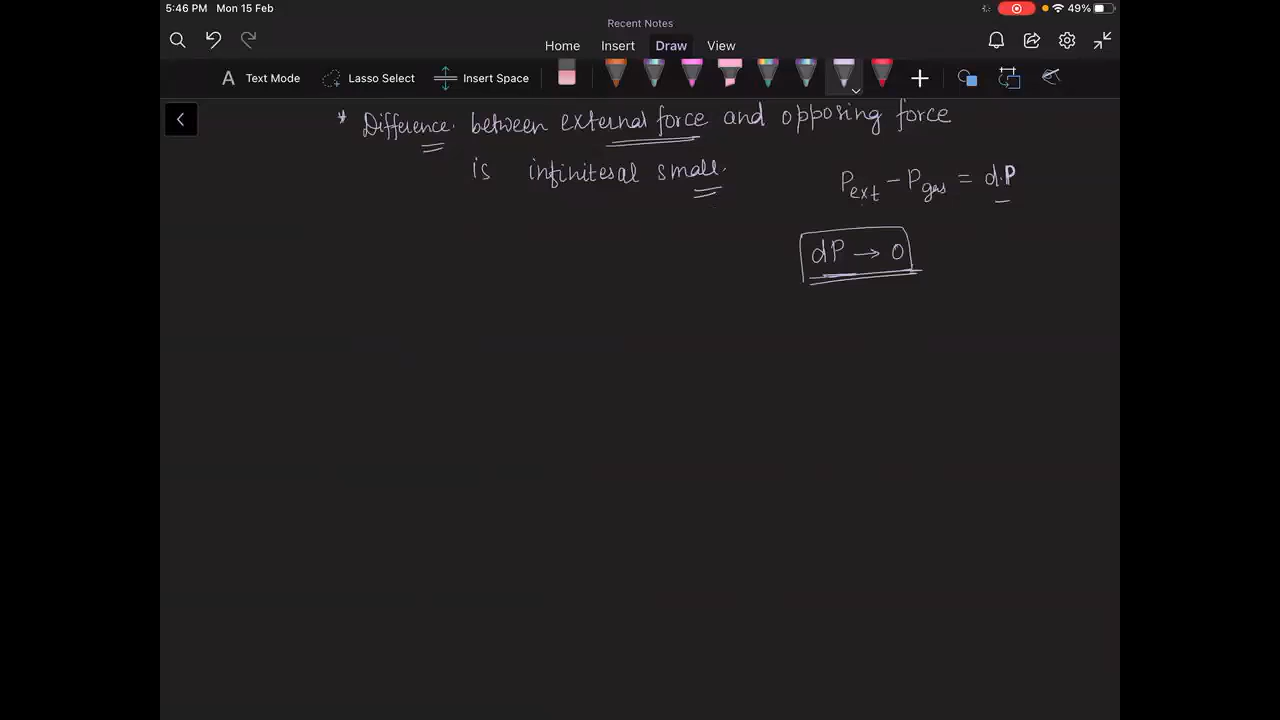 5:46 PM Mon 15 Feb
49%
Recent Notes
Home Insert Draw View
A Text Mode Lasso Select Insert Space
* Difference between external force and opposing force
is infinitesal small.
Pext − Pgas = d.P
dP → 0